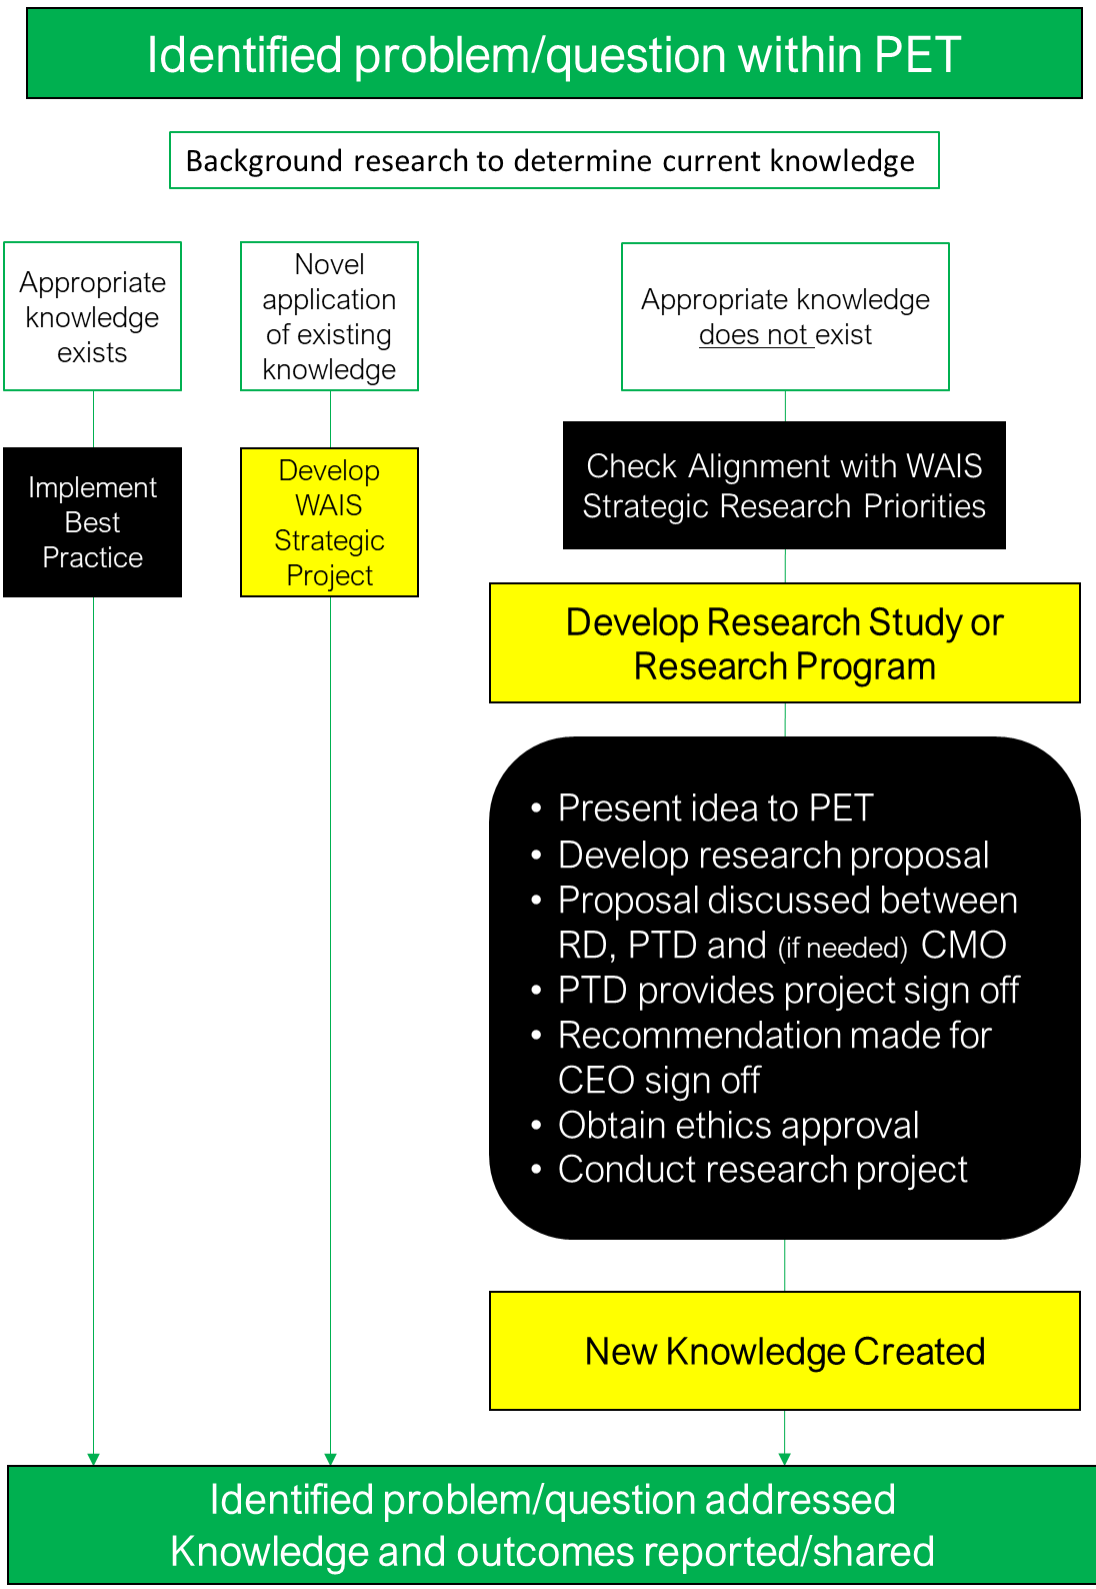 Identified problem/question within PET
Background research to determine current knowledge
Appropriate
knowledge
exists
Novel
application
of existing
knowledge
Appropriate knowledge
does not exist
Implement
Best
Practice
Develop
WAIS
Strategic
Project
Check Alignment with WAIS
Strategic Research Priorities
Develop Research Study or
Research Program
• Present idea to PET
• Develop research proposal
• Proposal discussed between
RD, PTD and (if needed) CMO
• PTD provides project sign off
• Recommendation made for
CEO sign off
• Obtain ethics approval
• Conduct research project
New Knowledge Created
Identified problem/question addressed
Knowledge and outcomes reported/shared